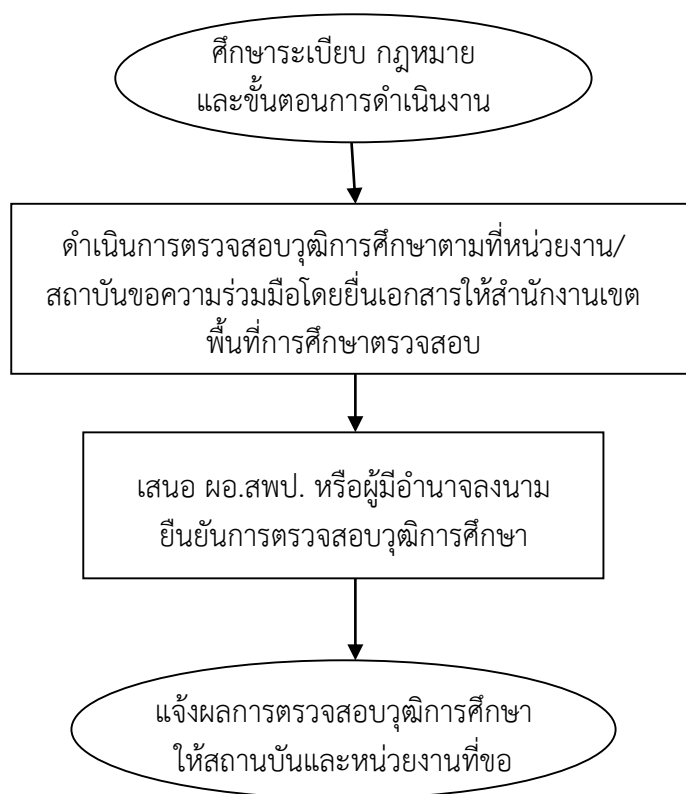 ศึกษาระเบียบ กฎหมาย
และขั้นตอนการดำเนินงาน
ดำเนินการตรวจสอบวุฒิการศึกษาตามที่หน่วยงาน/
สถาบันขอความร่วมมือโดยยื่นเอกสารให้สำนักงานเขต
พื้นที่การศึกษาตรวจสอบ
เสนอ ผอ.สพป. หรือผู้มีอำนาจลงนาม
ยืนยันการตรวจสอบวุฒิการศึกษา
แจ้งผลการตรวจสอบวุฒิการศึกษา
ให้สถานบันและหน่วยงานที่ขอ